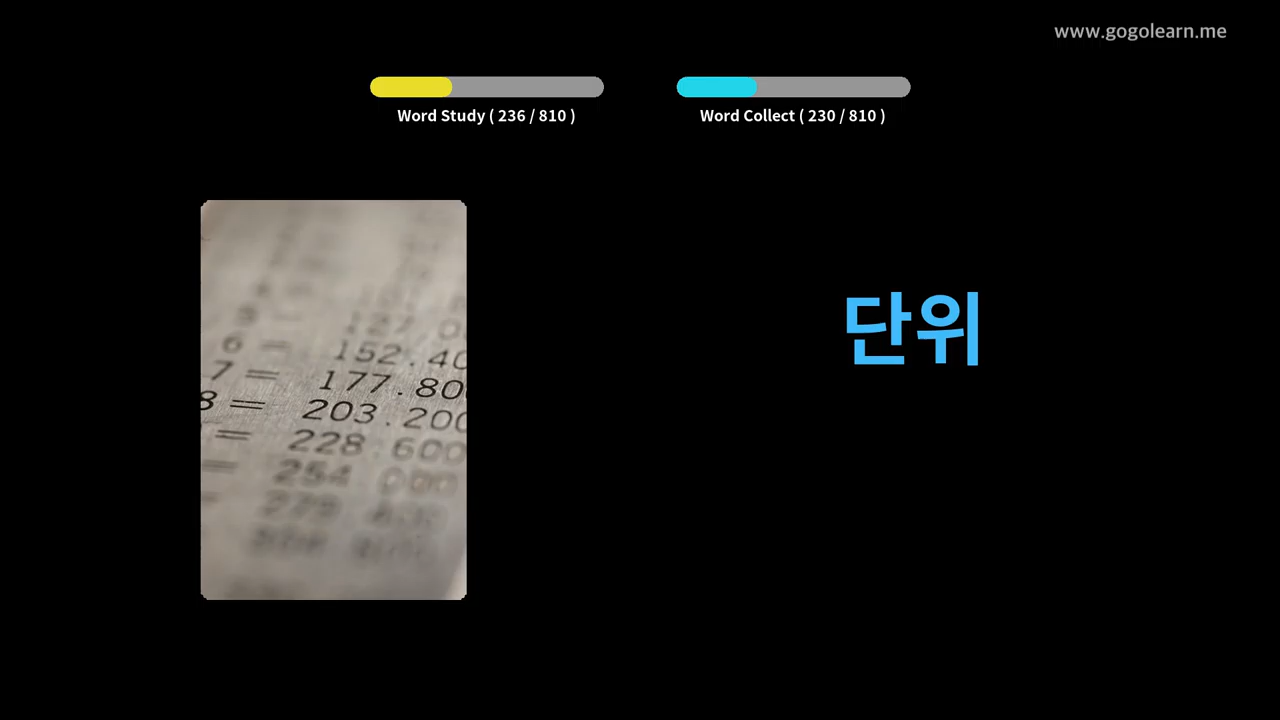 www.gogolearn.me
Word Study ( 236 / 810 )
Word Collect ( 230 / 810 )
단위
6 = 152.40
7 = 177.80
8 = 203.200
= 228.600
254